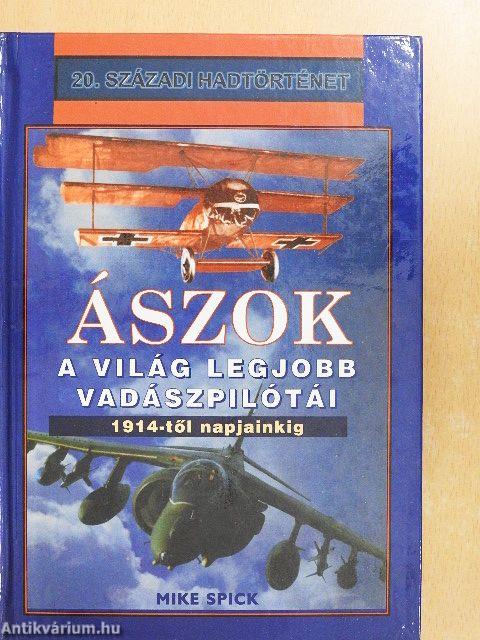 20. SZÁZADI HADTÖRTÉNET
ÁSZOK
A VILÁG LEGJOBB
VADÁSZPILÓTÁI
1914-től napjainkig
MIKE SPICK
Antikvárium.hu